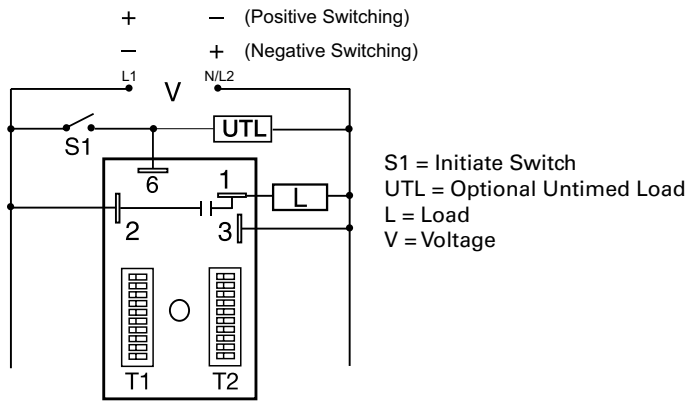 + − (Positive Switching)
− + (Negative Switching)
L1 V N/L2
S1 UTL
6 1 L
2 3
T1 T2
S1 = Initiate Switch
UTL = Optional Untimed Load
L = Load
V = Voltage